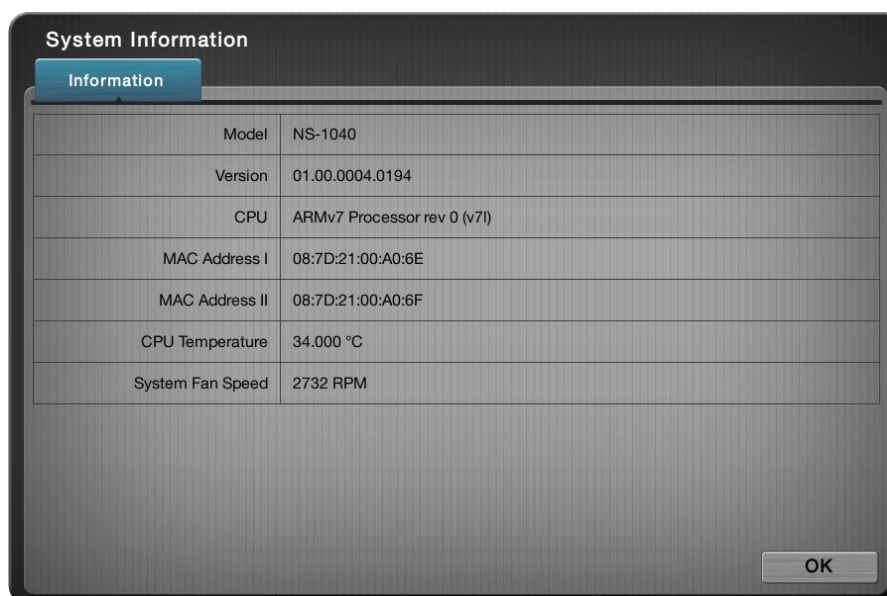 System Information
Information
Model NS-1040
Version 01.00.0004.0194
CPU ARMv7 Processor rev 0 (v7l)
MAC Address I 08:7D:21:00:A0:6E
MAC Address II 08:7D:21:00:A0:6F
CPU Temperature 34.000 °C
System Fan Speed 2732 RPM
OK